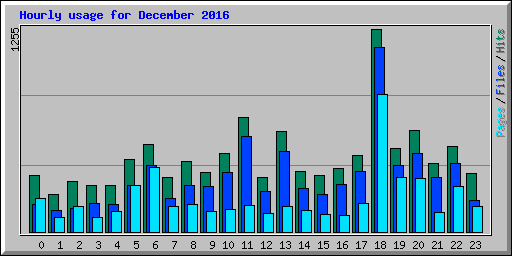 Hourly usage for December 2016
1255
Pages/Files/Hits
0 1 2 3 4 5 6 7 8 9 10 11 12 13 14 15 16 17 18 19 20 21 22 23